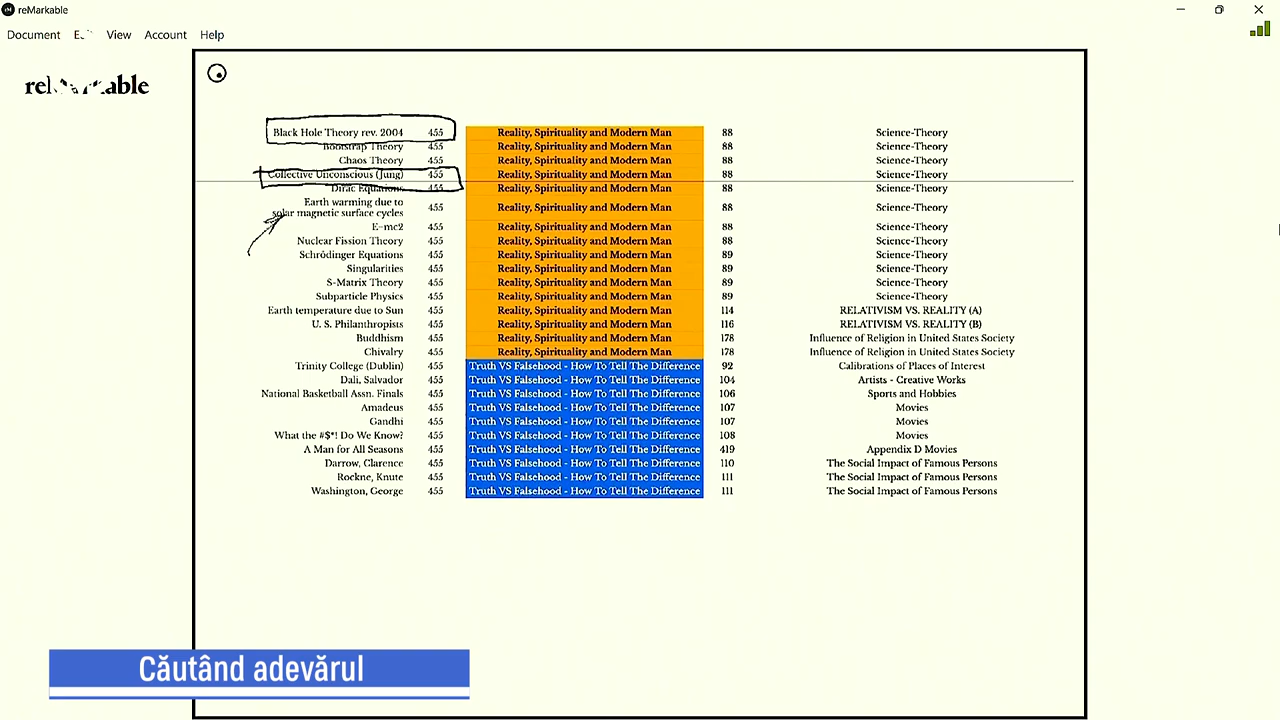 reMarkable
Document View Account Help
Black Hole Theory rev. 2004 455 Reality, Spirituality and Modern Man 88 Science-Theory
Bootstrap Theory 455 Reality, Spirituality and Modern Man 88 Science-Theory
Chaos Theory 455 Reality, Spirituality and Modern Man 88 Science-Theory
Collective Unconscious (Jung) 455 Reality, Spirituality and Modern Man 88 Science-Theory
Dirac Equations 455 Reality, Spirituality and Modern Man 88 Science-Theory
Earth warming due to
solar magnetic surface cycles 455 Reality, Spirituality and Modern Man 88 Science-Theory
E=mc2 455 Reality, Spirituality and Modern Man 88 Science-Theory
Nuclear Fission Theory 455 Reality, Spirituality and Modern Man 88 Science-Theory
Schrödinger Equations 455 Reality, Spirituality and Modern Man 89 Science-Theory
Singularities 455 Reality, Spirituality and Modern Man 89 Science-Theory
S-Matrix Theory 455 Reality, Spirituality and Modern Man 89 Science-Theory
Subparticle Physics 455 Reality, Spirituality and Modern Man 89 Science-Theory
Earth temperature due to Sun 455 Reality, Spirituality and Modern Man 114 RELATIVISM VS. REALITY (A)
U. S. Philanthropists 455 Reality, Spirituality and Modern Man 116 RELATIVISM VS. REALITY (B)
Buddhism 455 Reality, Spirituality and Modern Man 178 Influence of Religion in United States Society
Chivalry 455 Reality, Spirituality and Modern Man 178 Influence of Religion in United States Society
Trinity College (Dublin) 455 Truth VS Falsehood - How To Tell The Difference 92 Calibrations of Places of Interest
Dali, Salvador 455 Truth VS Falsehood - How To Tell The Difference 104 Artists - Creative Works
National Basketball Assn. Finals 455 Truth VS Falsehood - How To Tell The Difference 106 Sports and Hobbies
Amadeus 455 Truth VS Falsehood - How To Tell The Difference 107 Movies
Gandhi 455 Truth VS Falsehood - How To Tell The Difference 107 Movies
What the #$*! Do We Know? 455 Truth VS Falsehood - How To Tell The Difference 108 Movies
A Man for All Seasons 455 Truth VS Falsehood - How To Tell The Difference 419 Appendix D Movies
Darrow, Clarence 455 Truth VS Falsehood - How To Tell The Difference 110 The Social Impact of Famous Persons
Rockne, Knute 455 Truth VS Falsehood - How To Tell The Difference 111 The Social Impact of Famous Persons
Washington, George 455 Truth VS Falsehood - How To Tell The Difference 111 The Social Impact of Famous Persons
Căutând adevărul